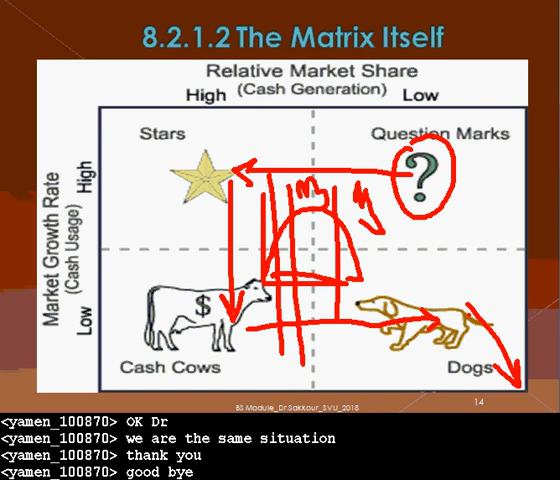 8.2.1.2 The Matrix Itself
Relative Market Share
High (Cash Generation) Low
Stars
Question Marks
?
Market Growth Rate
(Cash Usage)
High
Low
$
Cash Cows
Dogs
BS Module_Dr.Sakkour_SVU_2018
14
<yamen_100870> OK Dr
<yamen_100870> we are the same situation
<yamen_100870> thank you
<yamen_100870> good bye